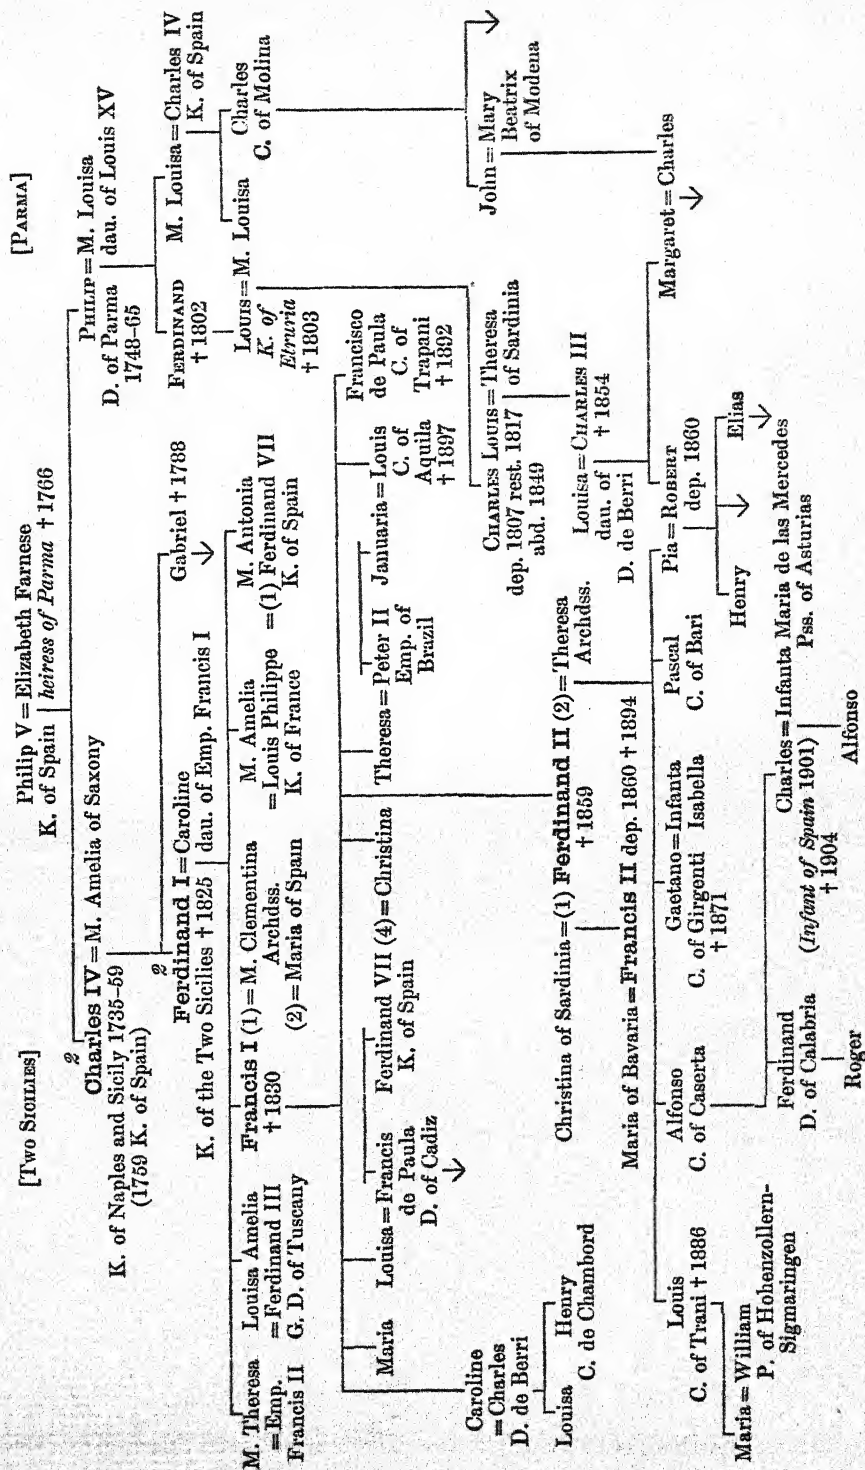 [Two Sicilies]
[Parma]
Philip V = Elizabeth Farnese
K. of Spain | heiress of Parma † 1766
2
Charles IV = M. Amelia of Saxony
K. of Naples and Sicily 1735–59
(1759 K. of Spain)
Philip = M. Louisa
D. of Parma dau. of Louis XV
1748–65
2
Ferdinand I = Caroline
K. of the Two Sicilies † 1825 | dau. of Emp. Francis I
Gabriel † 1788
Ferdinand
† 1802
M. Louisa = Charles IV
K. of Spain
M. Theresa
= Emp.
Francis II
Louisa Amelia
= Ferdinand III
G. D. of Tuscany
Francis I (1) = M. Clementina
† 1830 Archdss.
(2) = Maria of Spain
M. Amelia
= Louis Philippe
K. of France
M. Antonia
= (1) Ferdinand VII
K. of Spain
Louis = M. Louisa
K. of
Etruria
† 1803
Charles
C. of Molina
Maria
Louisa = Francis
de Paula
D. of Cadiz
Ferdinand VII (4) = Christina
K. of Spain
Theresa = Peter II
Emp. of
Brazil
Januaria = Louis
C. of
Aquila
† 1897
Francisco
de Paula
C. of
Trapani
† 1892
Caroline
= Charles
D. de Berri
Louisa Henry
C. de Chambord
Christina of Sardinia = (1) Ferdinand II (2) = Theresa
† 1859 Archdss.
Charles Louis = Theresa
dep. 1807 rest. 1817 of Sardinia
abd. 1849
John = Mary
Beatrix
of Modena
Louisa = Charles III
dau. of † 1854
D. de Berri
Maria of Bavaria = Francis II dep. 1860 † 1894
Louis
C. of Trani † 1886
Alfonso
C. of Caserta
Gaetano = Infanta
C. of Girgenti Isabella
† 1871
Pascal
C. of Bari
Pia = Robert
dep. 1860
Margaret = Charles
Maria = William
P. of Hohenzollern-
Sigmaringen
Ferdinand
D. of Calabria
Charles = Infanta Maria de las Mercedes
(Infant of Spain 1901) Pss. of Asturias
† 1904
Henry
Elias
Roger
Alfonso